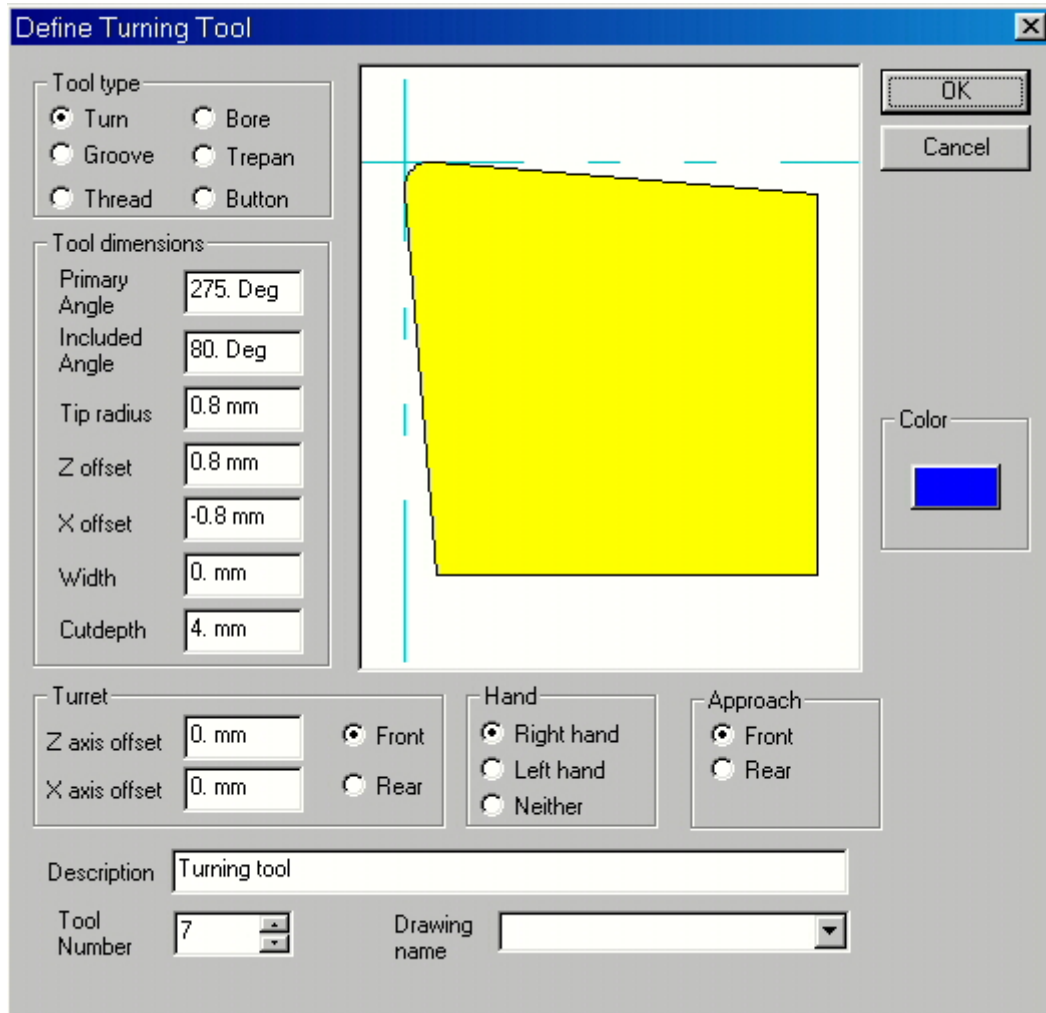 Define Turning Tool
Tool type
Turn
Bore
Groove
Trepan
Thread
Button
OK
Cancel
Tool dimensions
Primary
Angle
275. Deg
Included
Angle
80. Deg
Tip radius
0.8 mm
Z offset
0.8 mm
X offset
-0.8 mm
Width
0. mm
Cutdepth
4. mm
Color
Turret
Z axis offset
0. mm
Front
X axis offset
0. mm
Rear
Hand
Right hand
Left hand
Neither
Approach
Front
Rear
Description
Turning tool
Tool
Number
7
Drawing
name